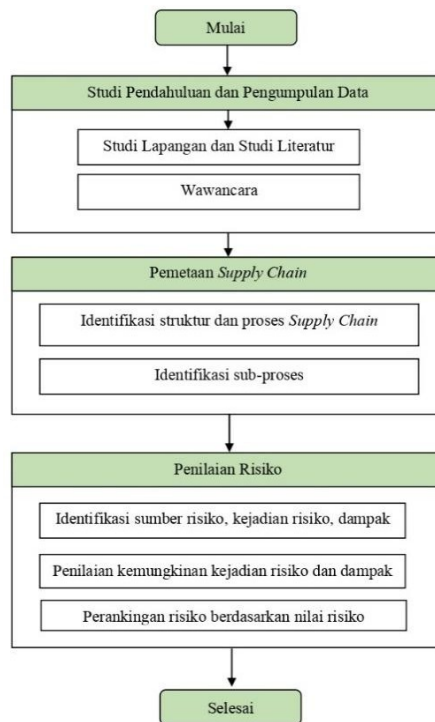 Mulai
Studi Pendahuluan dan Pengumpulan Data
Studi Lapangan dan Studi Literatur
Wawancara
Pemetaan Supply Chain
Identifikasi struktur dan proses Supply Chain
Identifikasi sub-proses
Penilaian Risiko
Identifikasi sumber risiko, kejadian risiko, dampak
Penilaian kemungkinan kejadian risiko dan dampak
Perankingan risiko berdasarkan nilai risiko
Selesai